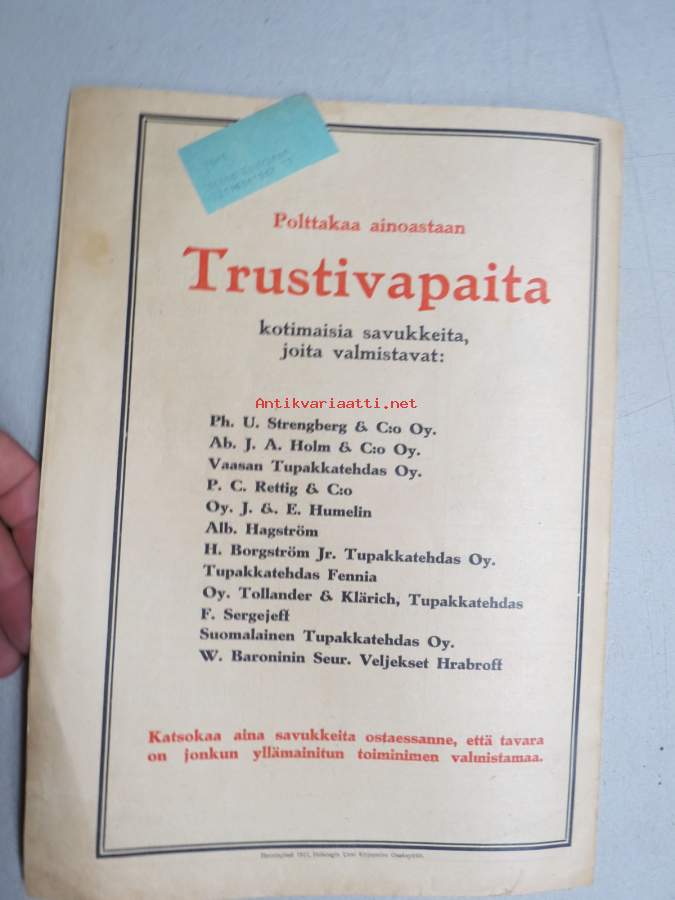 Polttakaa ainoastaan
Trustivapaita
kotimaisia savukkeita,
joita valmistavat:
Antikvariaatti.net
Ph. U. Strengberg & C:o Oy.
Ab. J. A. Holm & C:o Oy.
Vaasan Tupakkatehdas Oy.
P. C. Rettig & C:o
Oy. J. & E. Humelin
Alb. Hagström
H. Borgström Jr. Tupakkatehdas Oy.
Tupakkatehdas Fennia
Oy. Tollander & Klärich, Tupakkatehdas
F. Sergejeff
Suomalainen Tupakkatehdas Oy.
W. Baroninin Seur. Veljekset Hrabroff
Katsokaa aina savukkeita ostaessanne, että tavara
on jonkun yllämainitun toiminimen valmistamaa.